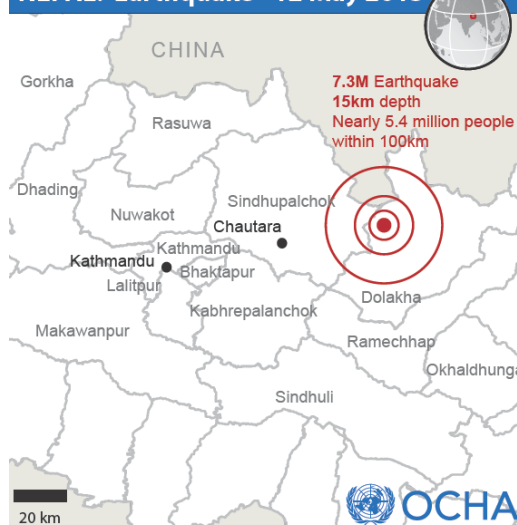 CHINA
Gorkha
7.3M Earthquake
15km depth
Nearly 5.4 million people
within 100km
Rasuwa
Dhading
Sindhupalchok
Nuwakot
Chautara
Kathmandu
Kathmandu
Bhaktapur
Lalitpur
Kabhrepalanchok
Dolakha
Makawanpur
Ramechhap
Okhaldhunga
Sindhuli
20 km
OCHA